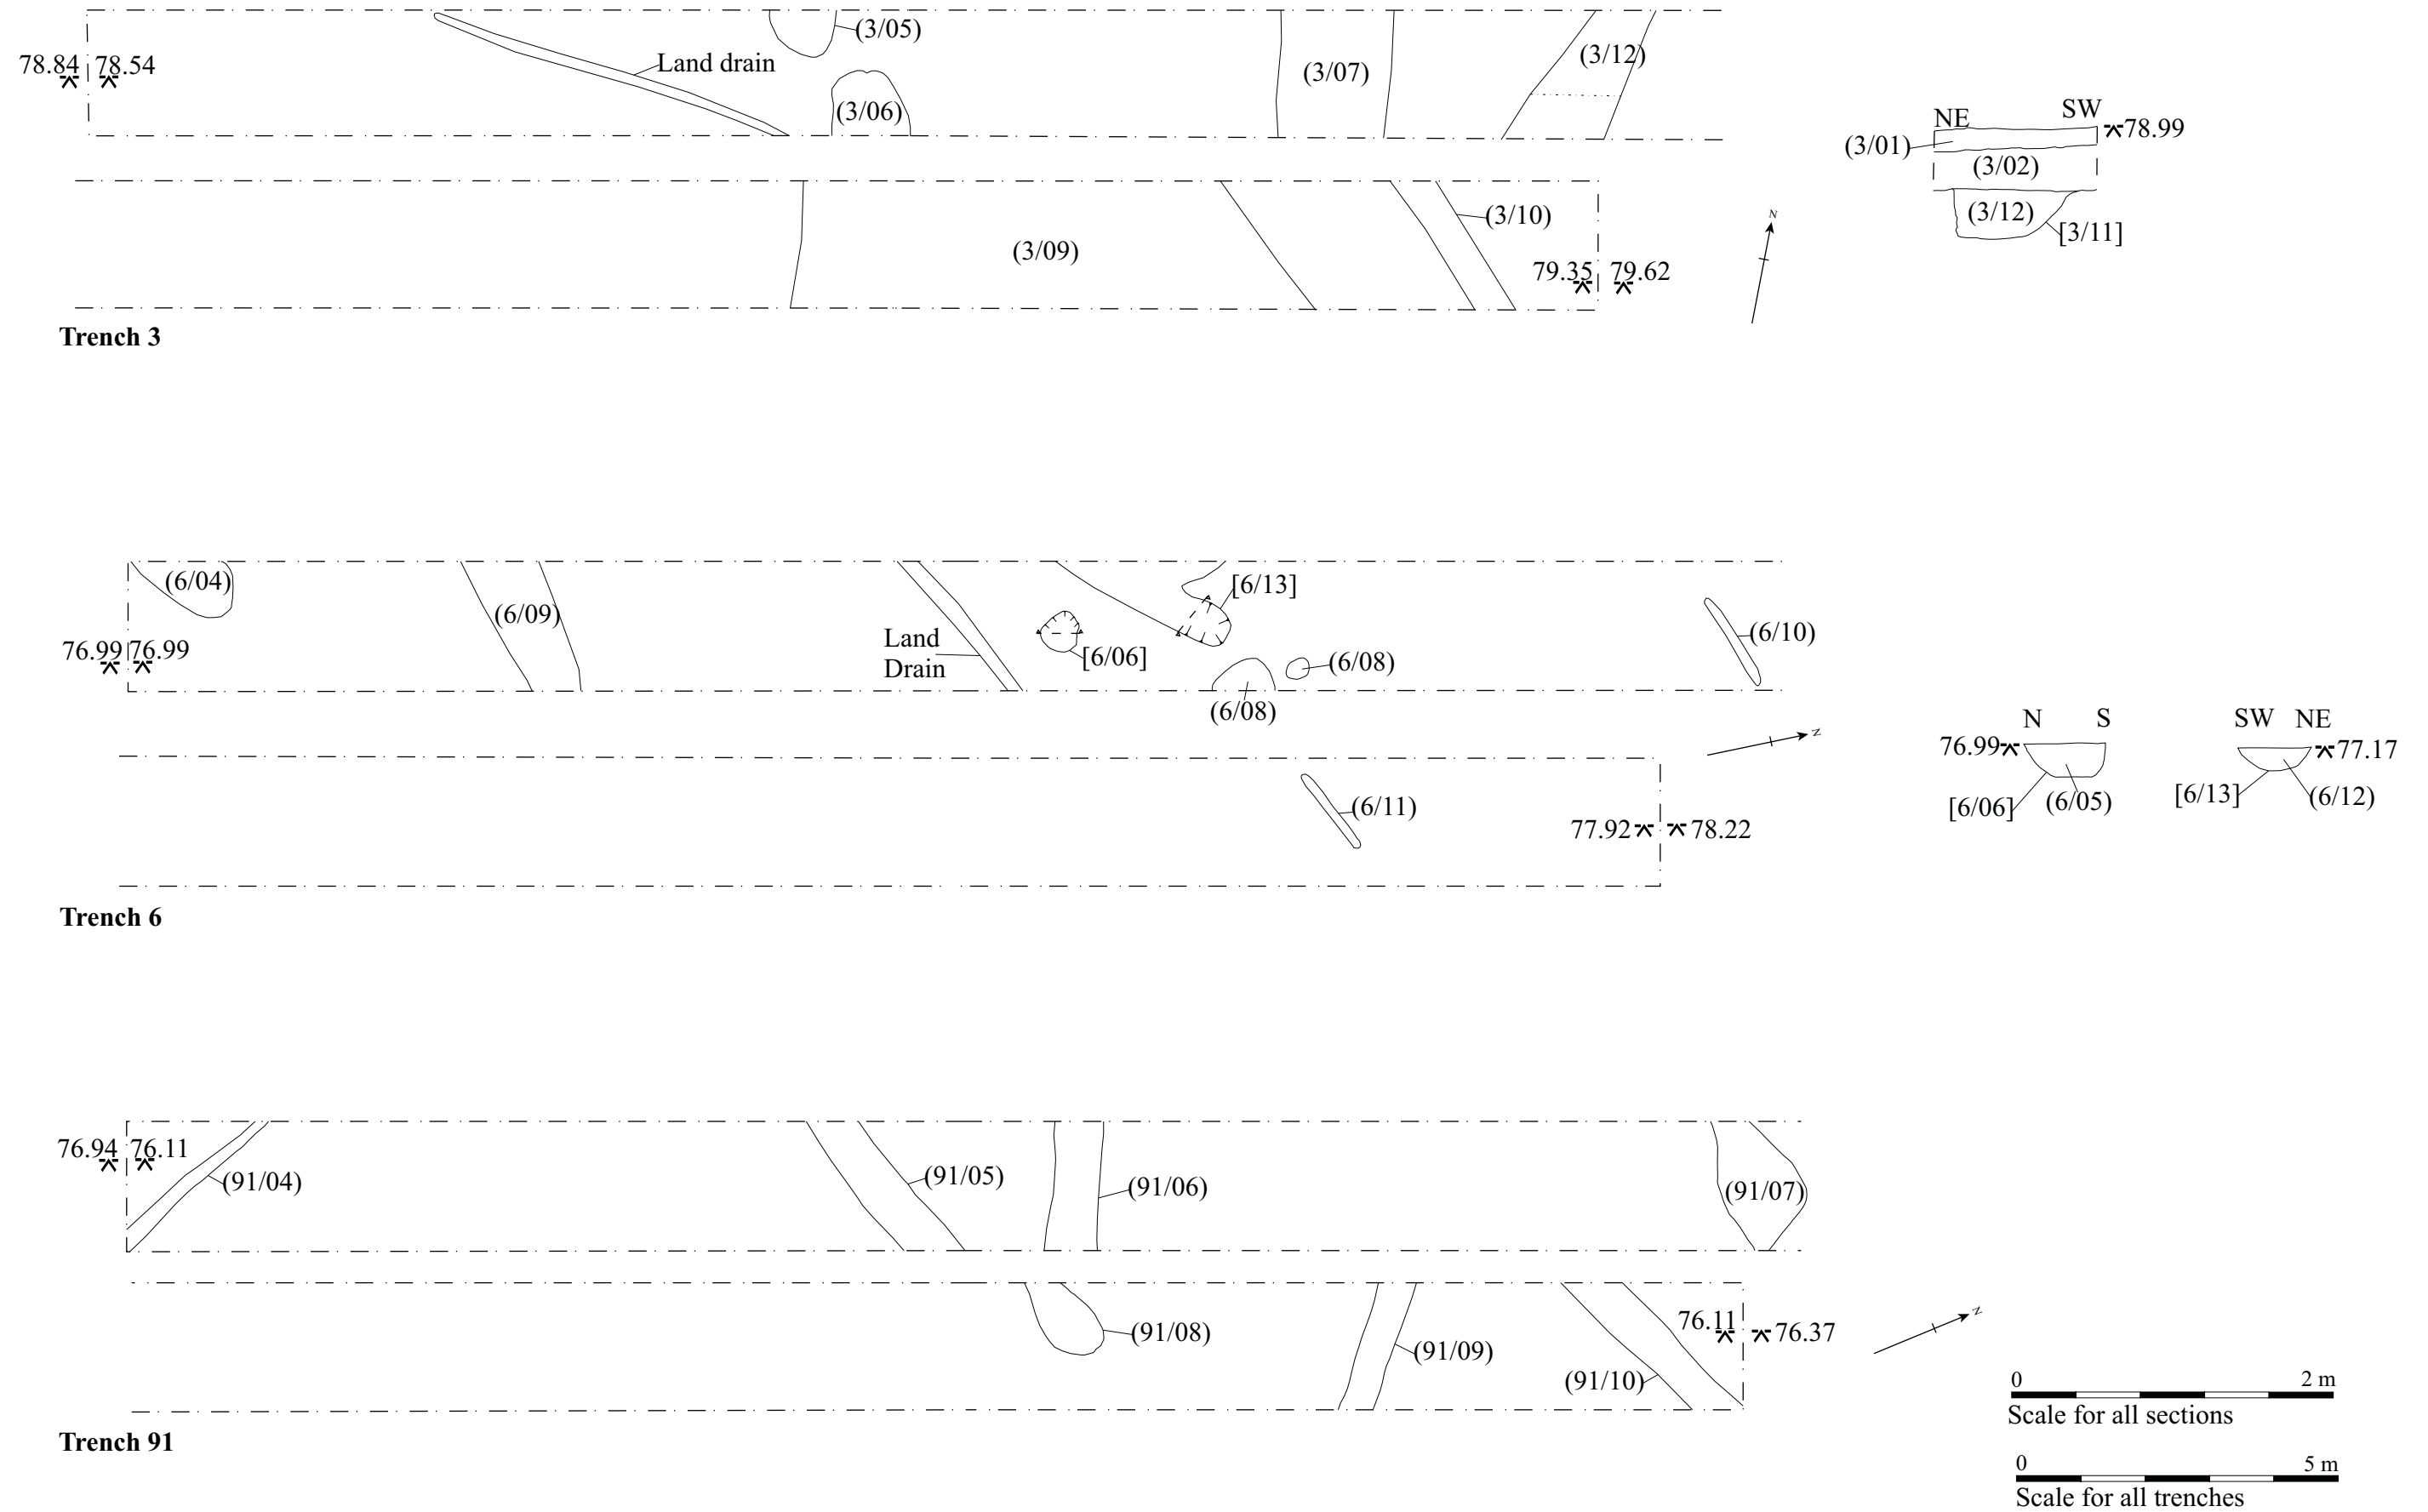 78.84
78.54
Land drain
(3/05)
(3/06)
(3/07)
(3/12)
NE
SW
78.99
(3/01)
(3/02)
(3/12)
[3/11]
(3/09)
(3/10)
79.35
79.62
N
Trench 3
(6/04)
(6/09)
76.99
76.99
Land
Drain
[6/06]
[6/13]
(6/08)
(6/08)
(6/10)
N
(6/11)
77.92
78.22
N
S
76.99
[6/06]
(6/05)
SW
NE
77.17
[6/13]
(6/12)
Trench 6
76.94
76.11
(91/04)
(91/05)
(91/06)
(91/07)
(91/08)
(91/09)
(91/10)
76.11
76.37
N
Trench 91
0
2 m
Scale for all sections
0
5 m
Scale for all trenches